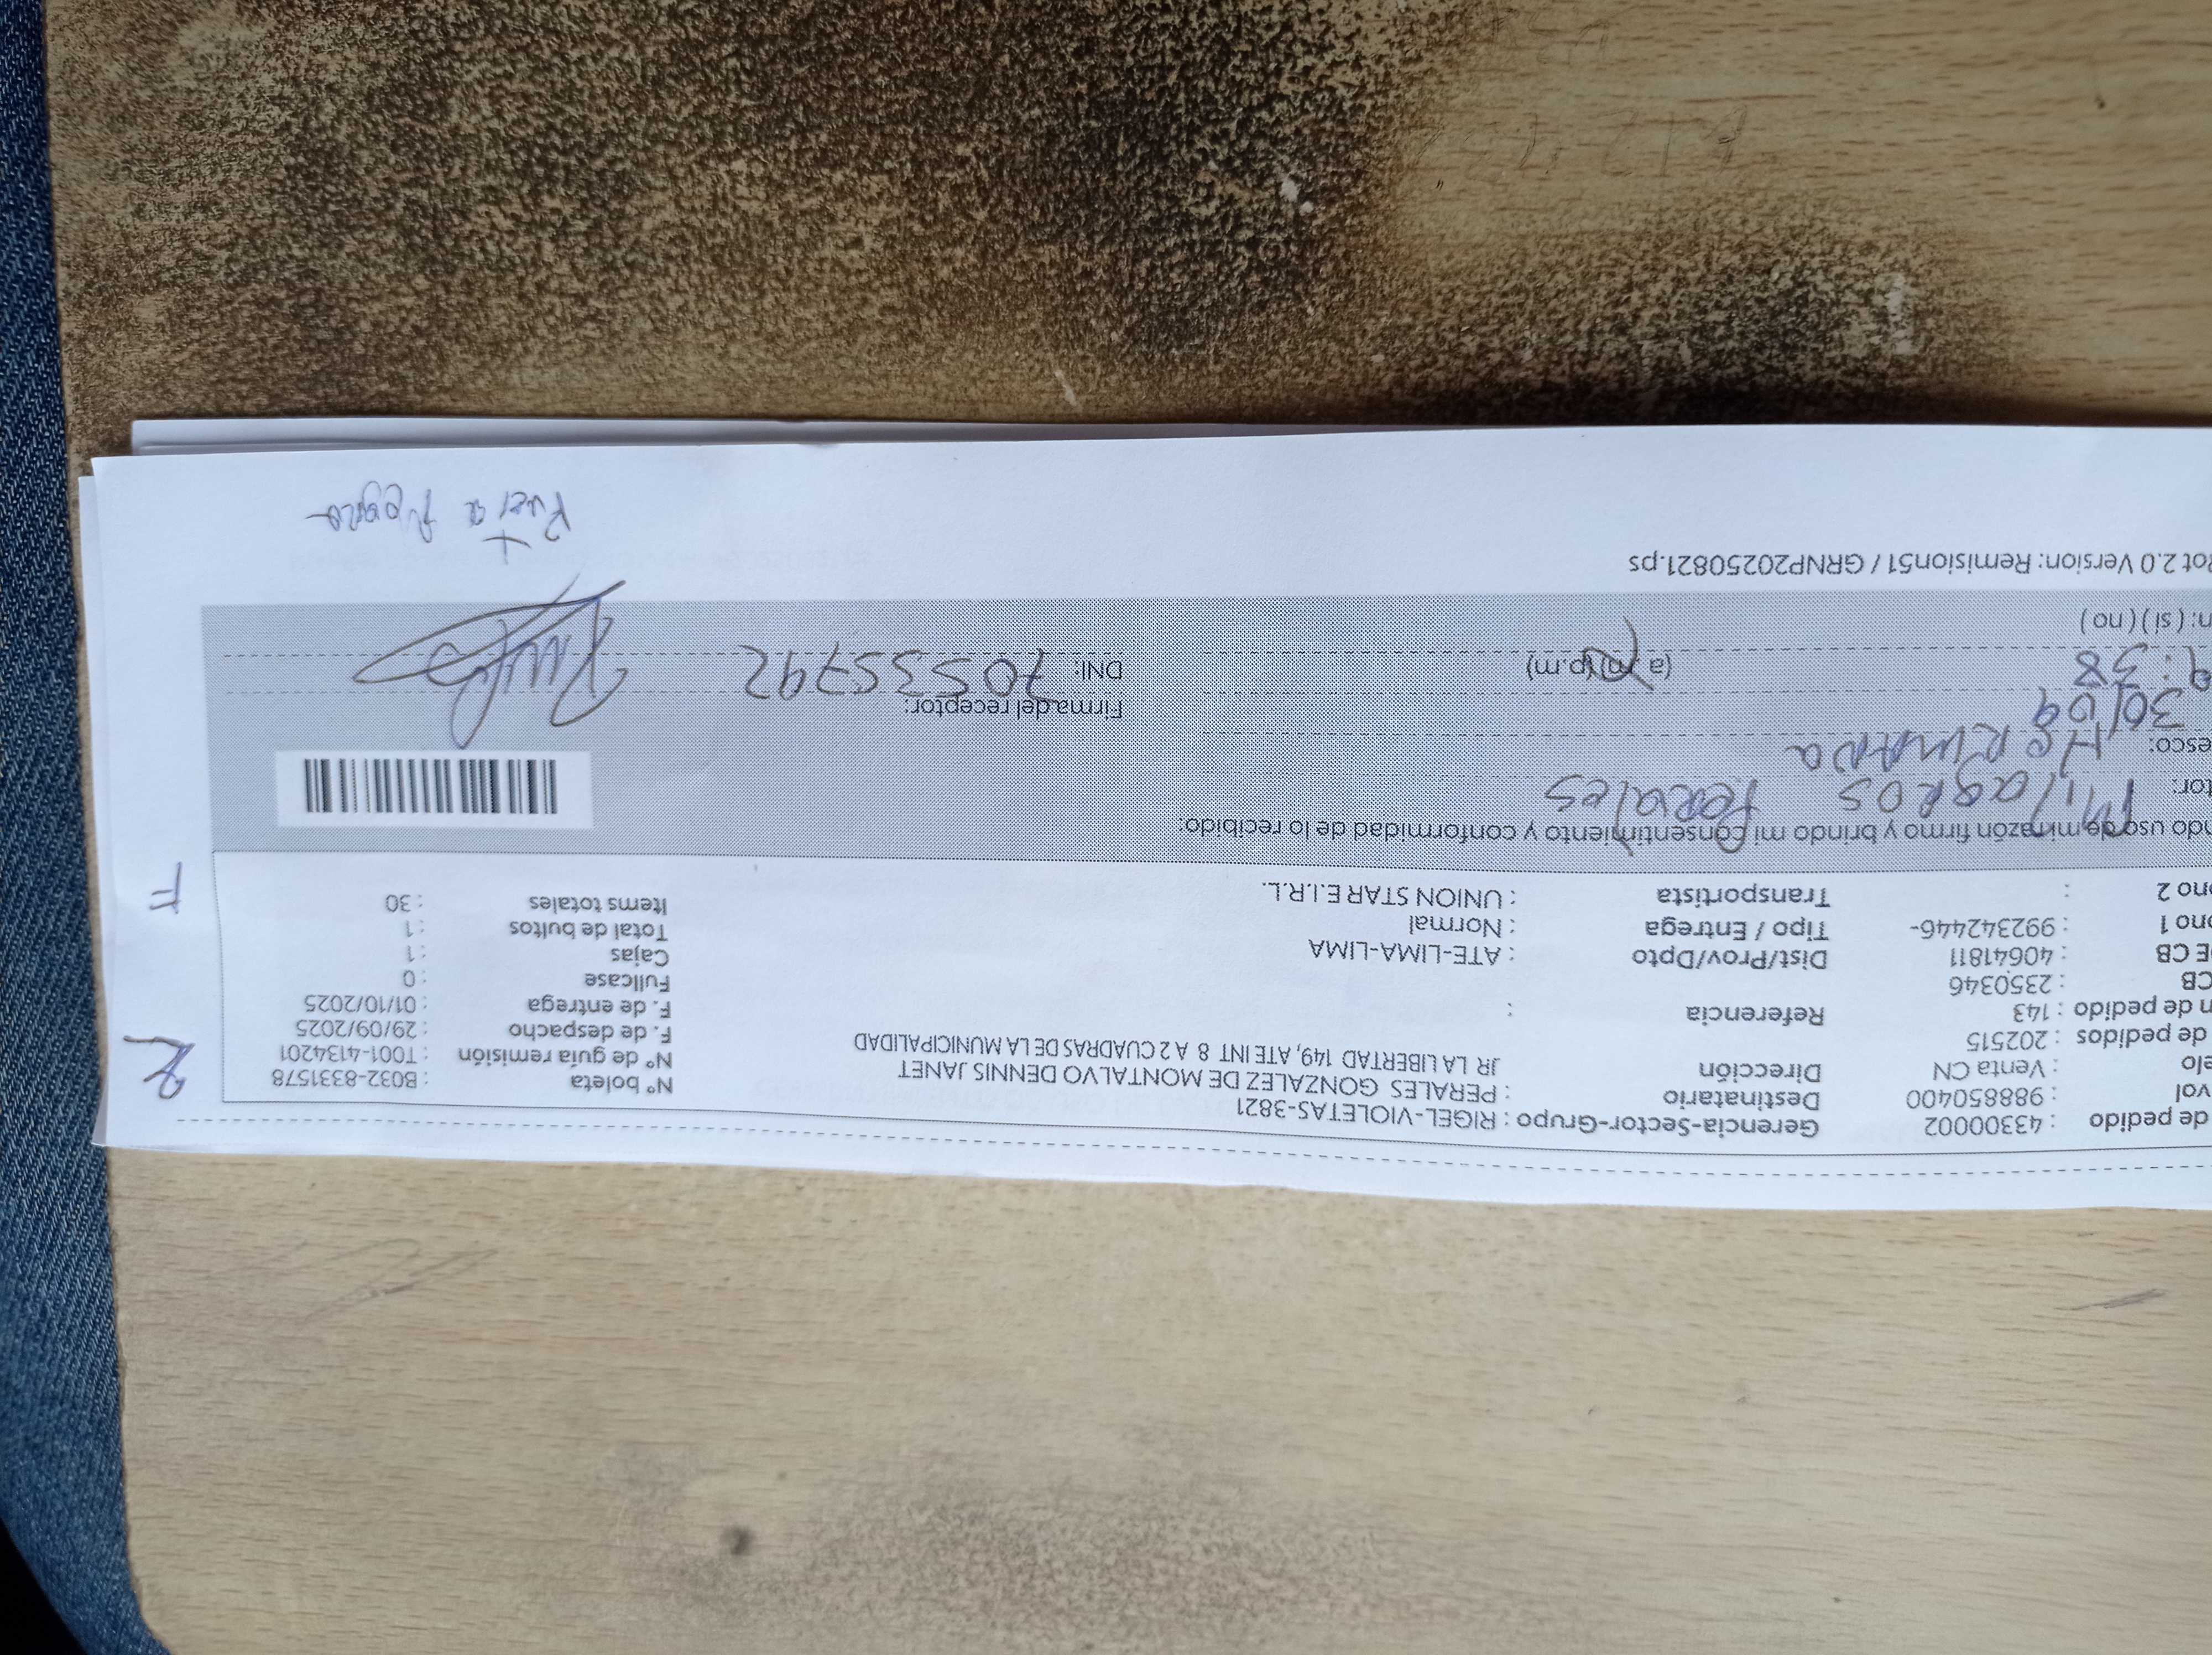 de pedido : 43300002 Gerencia-Sector-Grupo : RIGEL-VIOLETAS-3821
vol : 988850400 Destinatario : PERALES GONZALEZ DE MONTALVO DENNIS JANET Nº boleta : B032-8331578
elo : Venta CN Dirección JR LA LIBERTAD 149, ATE INT 8 A 2 CUADRAS DE LA MUNICIPALIDAD Nº de guía remisión : T001-4134201
de pedidos : 202515 F. de despacho : 29/09/2025
n de pedido : 143 Referencia : F. de entrega : 01/10/2025
CB : 2350346 Fullcase : 0
E CB : 40641811 Dist/Prov/Dpto : ATE-LIMA-LIMA Cajas : 1
ono 1 : 992342446- Tipo / Entrega : Normal Total de bultos : 1
ono 2 : Transportista : UNION STAR E.I.R.L. Items totales : 30
R
F
ndo uso de mi razón firmo y brindo mi consentimiento y conformidad de lo recibido:
tor: Milagros Perales
esco: HERMANA
30/09 Firma del receptor:
9:38 (a.m) (p.m) DNI: 70535792
n: ( si ) ( no )
Rot 2.0 Version: Remision51 / GRNP20250821.ps
Puerta Negra